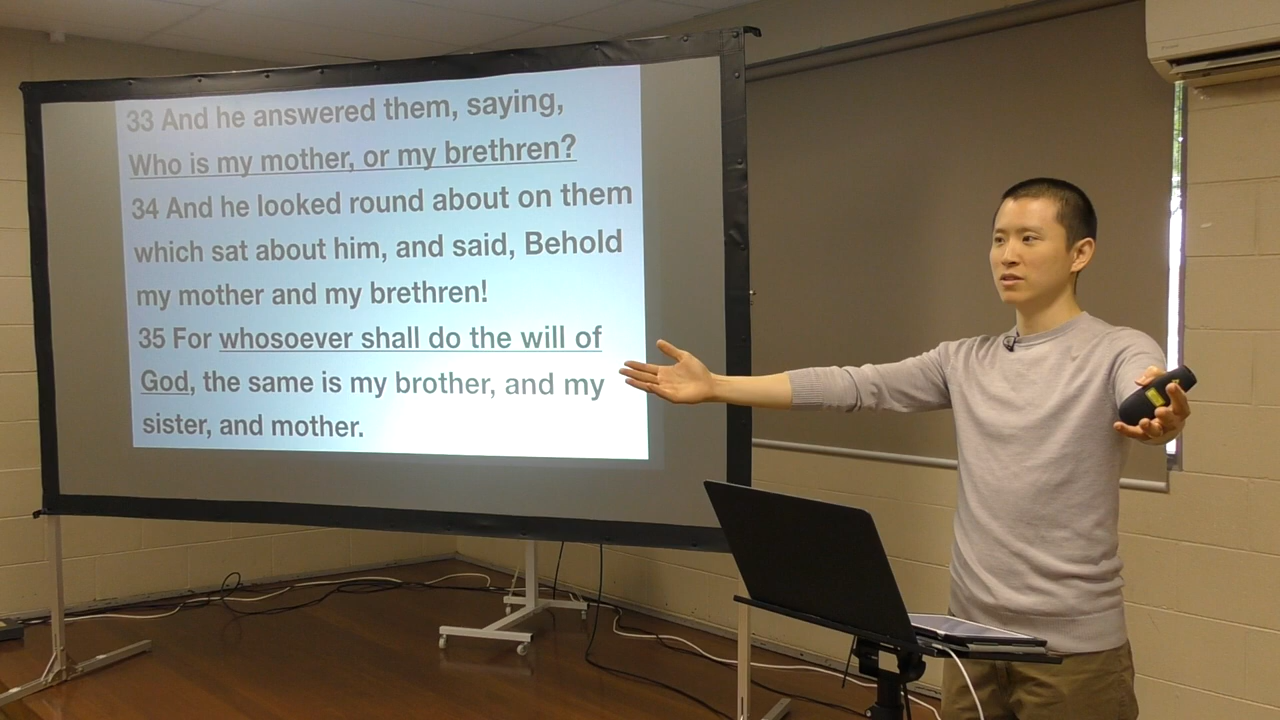 33 And he answered them, saying,
Who is my mother, or my brethren?
34 And he looked round about on them
which sat about him, and said, Behold
my mother and my brethren!
35 For whosoever shall do the will of
God, the same is my brother, and my
sister, and mother.